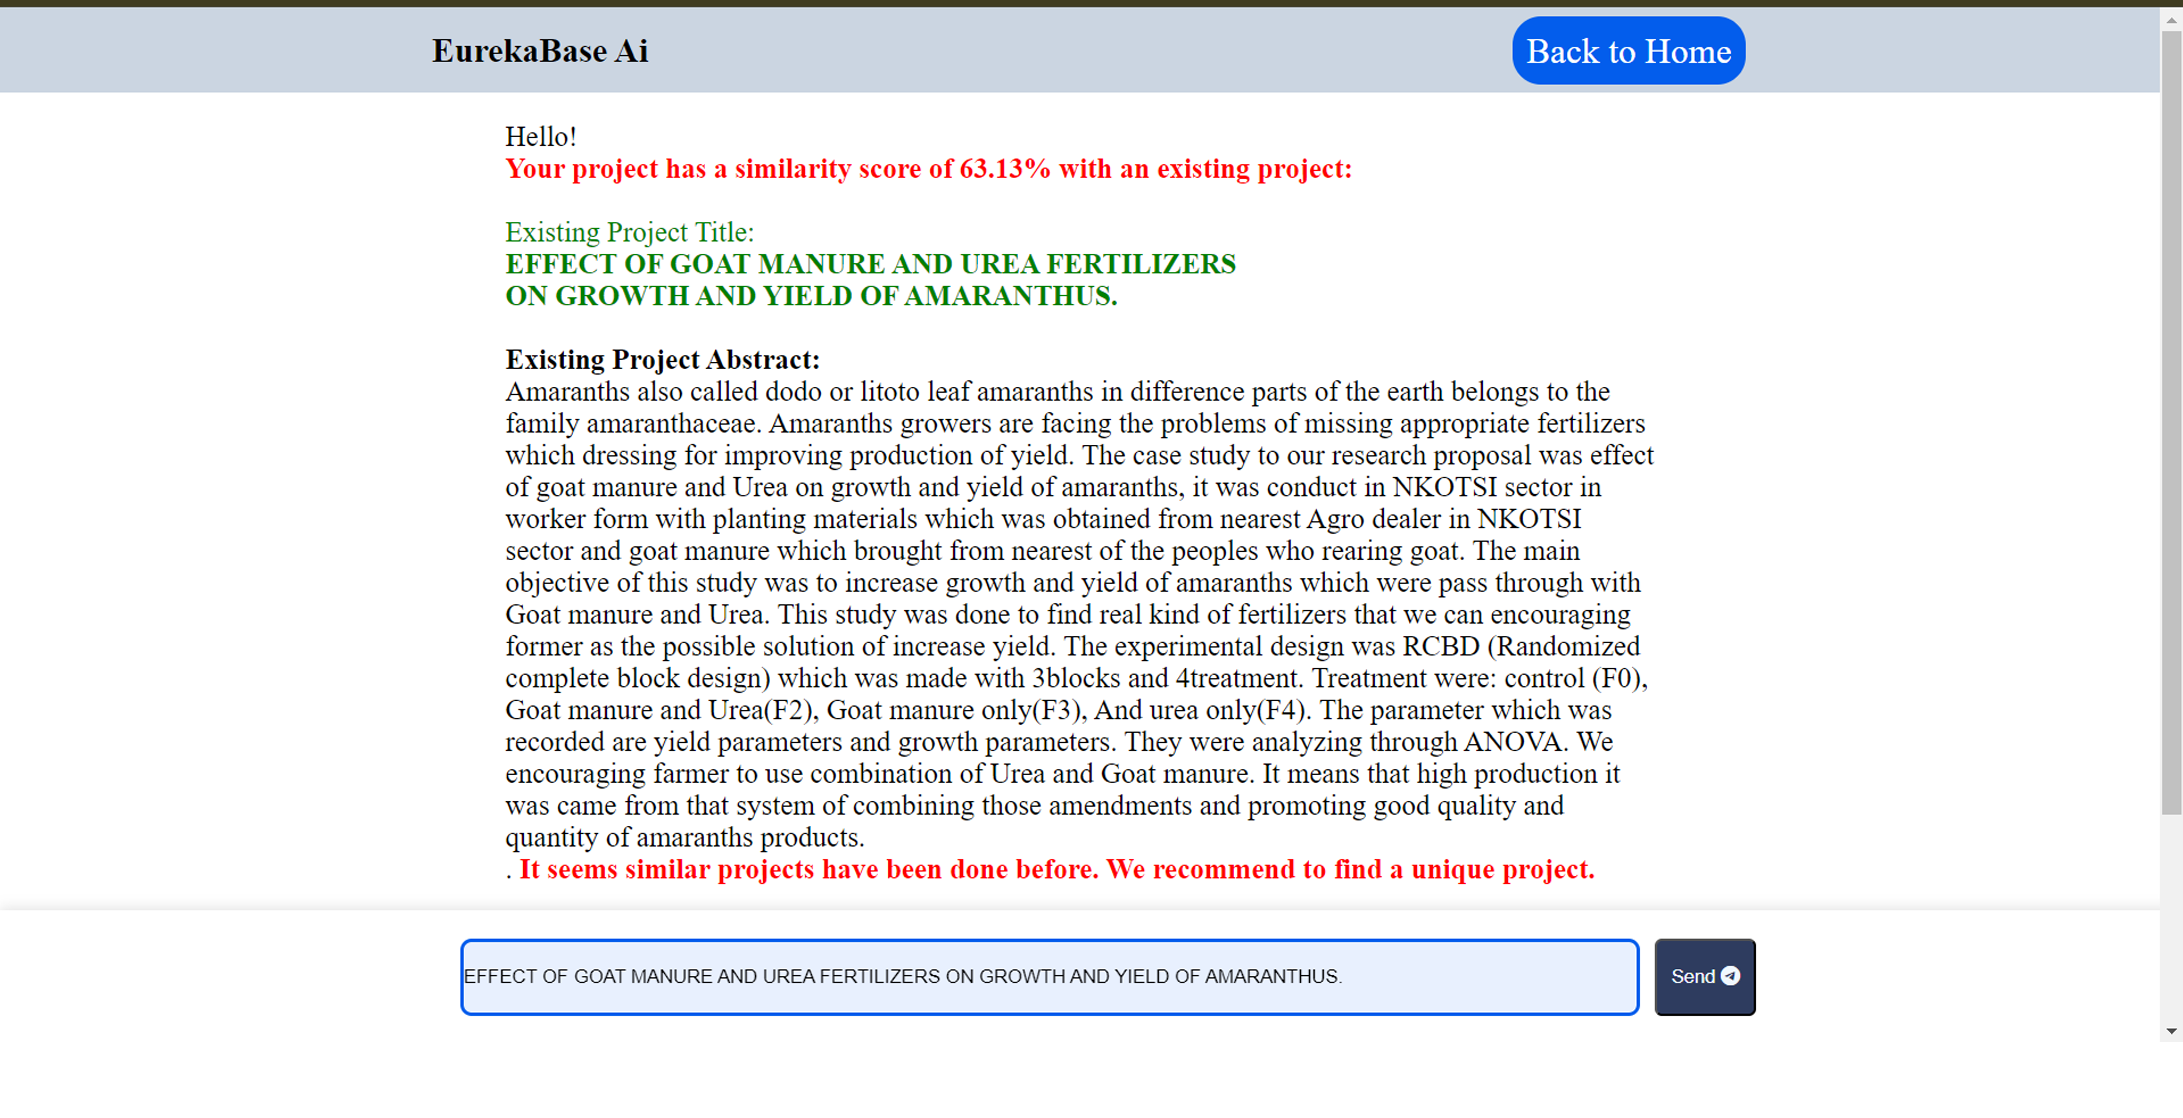 EurekaBase Ai
Back to Home
Hello!
Your project has a similarity score of 63.13% with an existing project:
Existing Project Title:
EFFECT OF GOAT MANURE AND UREA FERTILIZERS
ON GROWTH AND YIELD OF AMARANTHUS.
Existing Project Abstract:
Amaranths also called dodo or litoto leaf amaranths in difference parts of the earth belongs to the
family amaranthaceae. Amaranths growers are facing the problems of missing appropriate fertilizers
which dressing for improving production of yield. The case study to our research proposal was effect
of goat manure and Urea on growth and yield of amaranths, it was conduct in NKOTSI sector in
worker form with planting materials which was obtained from nearest Agro dealer in NKOTSI
sector and goat manure which brought from nearest of the peoples who rearing goat. The main
objective of this study was to increase growth and yield of amaranths which were pass through with
Goat manure and Urea. This study was done to find real kind of fertilizers that we can encouraging
former as the possible solution of increase yield. The experimental design was RCBD (Randomized
complete block design) which was made with 3blocks and 4treatment. Treatment were: control (F0),
Goat manure and Urea(F2), Goat manure only(F3), And urea only(F4). The parameter which was
recorded are yield parameters and growth parameters. They were analyzing through ANOVA. We
encouraging farmer to use combination of Urea and Goat manure. It means that high production it
was came from that system of combining those amendments and promoting good quality and
quantity of amaranths products.
. It seems similar projects have been done before. We recommend to find a unique project.
EFFECT OF GOAT MANURE AND UREA FERTILIZERS ON GROWTH AND YIELD OF AMARANTHUS.
Send